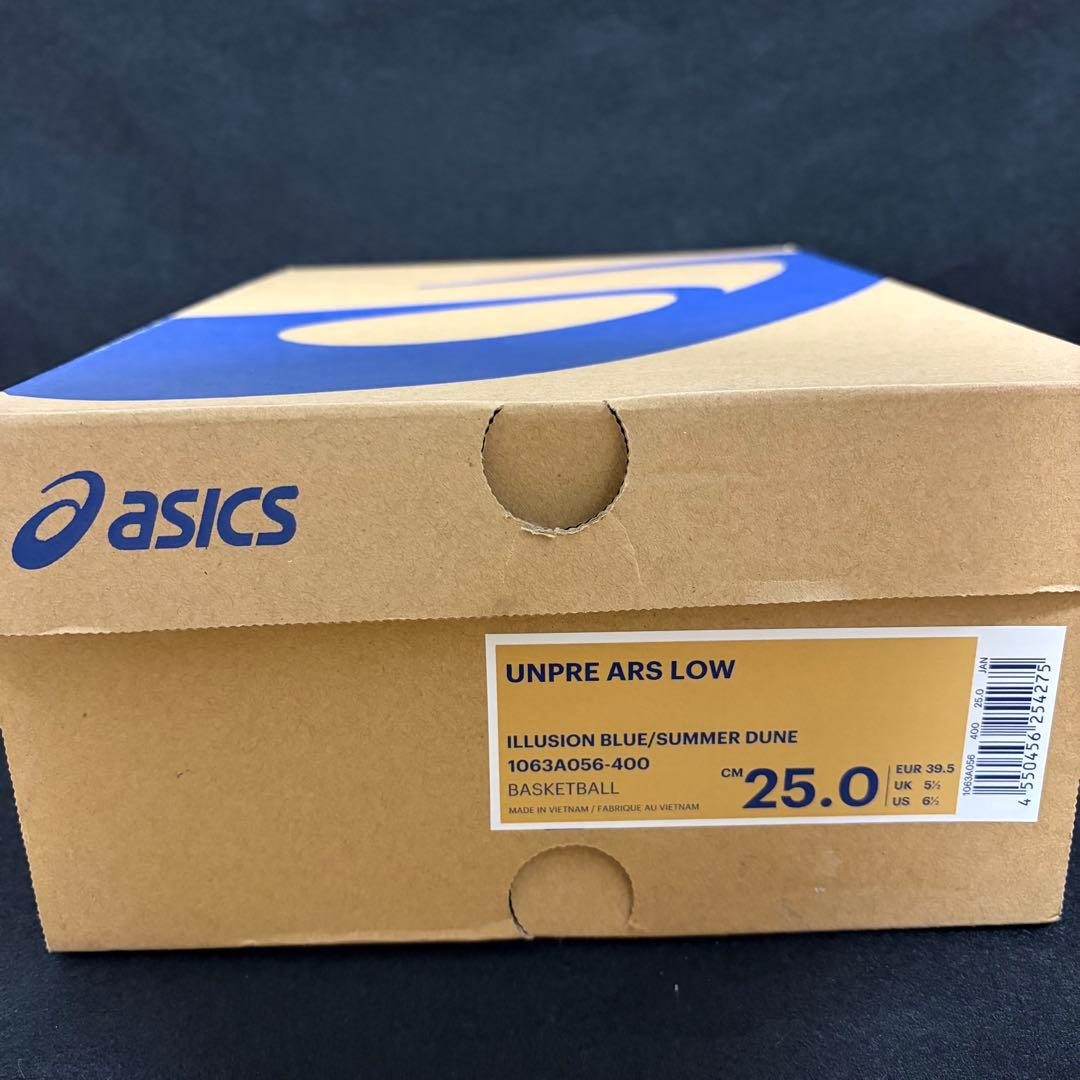 asics
UNPRE ARS LOW
ILLUSION BLUE/SUMMER DUNE
1063A056-400
BASKETBALL
MADE IN VIETNAM / FABRIQUE AU VIETNAM
CM 25.0
EUR 39.5
UK 5½
US 6½
1063A056 400 25.0 JAN
4 550456 254275